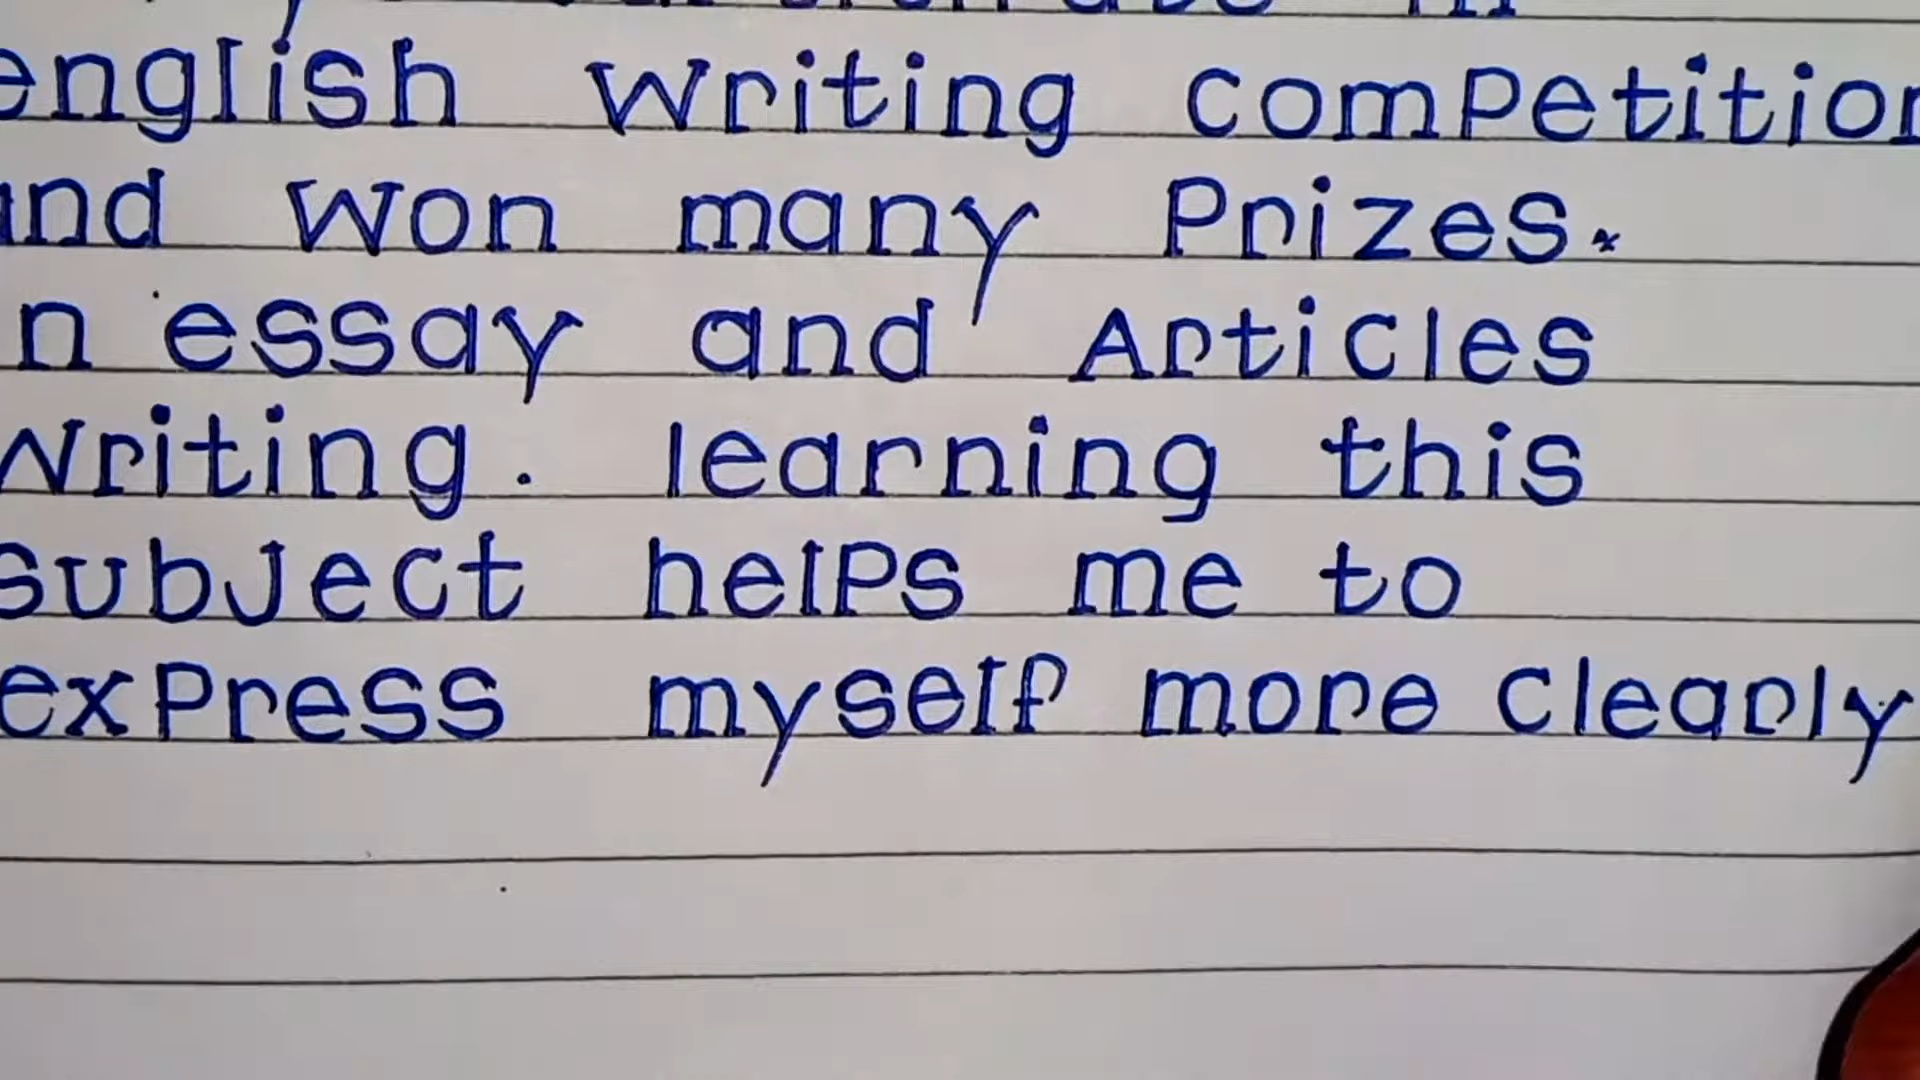 english writing competition
and won many Prizes.
in essay and Articles
Writing. learning this
subject helps me to
exPress myself more clearly